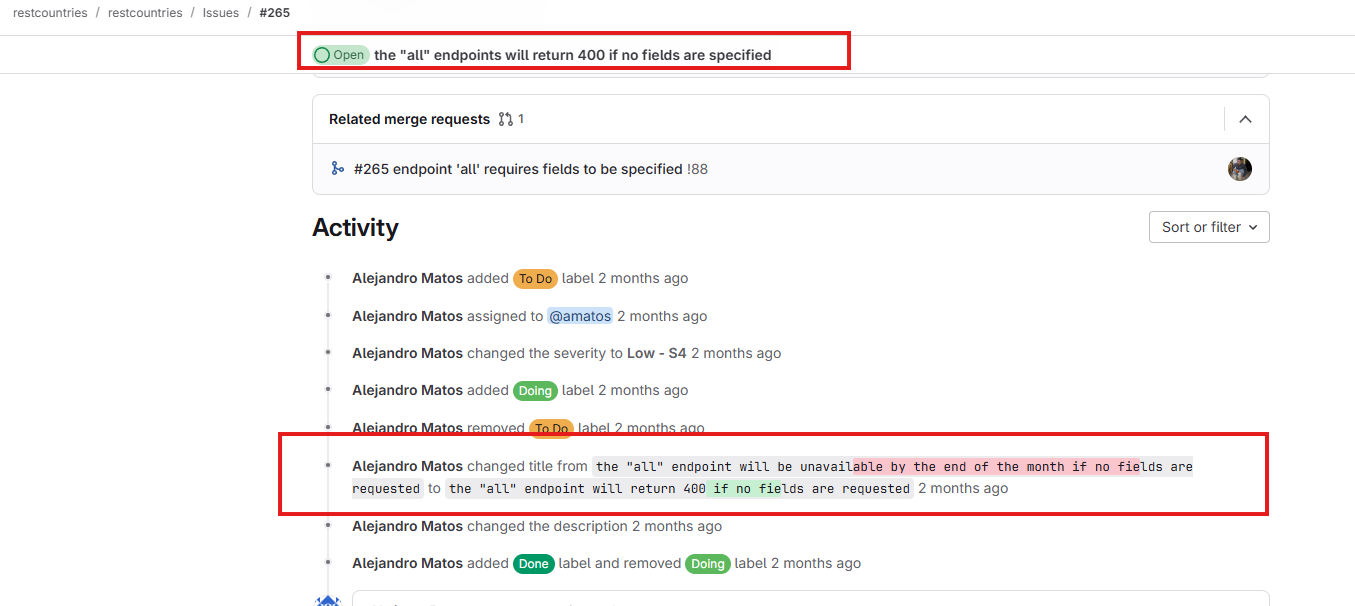 restcountries / restcountries / Issues / #265
Open the "all" endpoints will return 400 if no fields are specified
Related merge requests 1
#265 endpoint 'all' requires fields to be specified !88
Activity
Sort or filter
Alejandro Matos added To Do label 2 months ago
Alejandro Matos assigned to @amatos 2 months ago
Alejandro Matos changed the severity to Low - S4 2 months ago
Alejandro Matos added Doing label 2 months ago
Alejandro Matos removed To Do label 2 months ago
Alejandro Matos changed title from the "all" endpoint will be unavailable by the end of the month if no fields are
requested to the "all" endpoint will return 400 if no fields are requested 2 months ago
Alejandro Matos changed the description 2 months ago
Alejandro Matos added Done label and removed Doing label 2 months ago